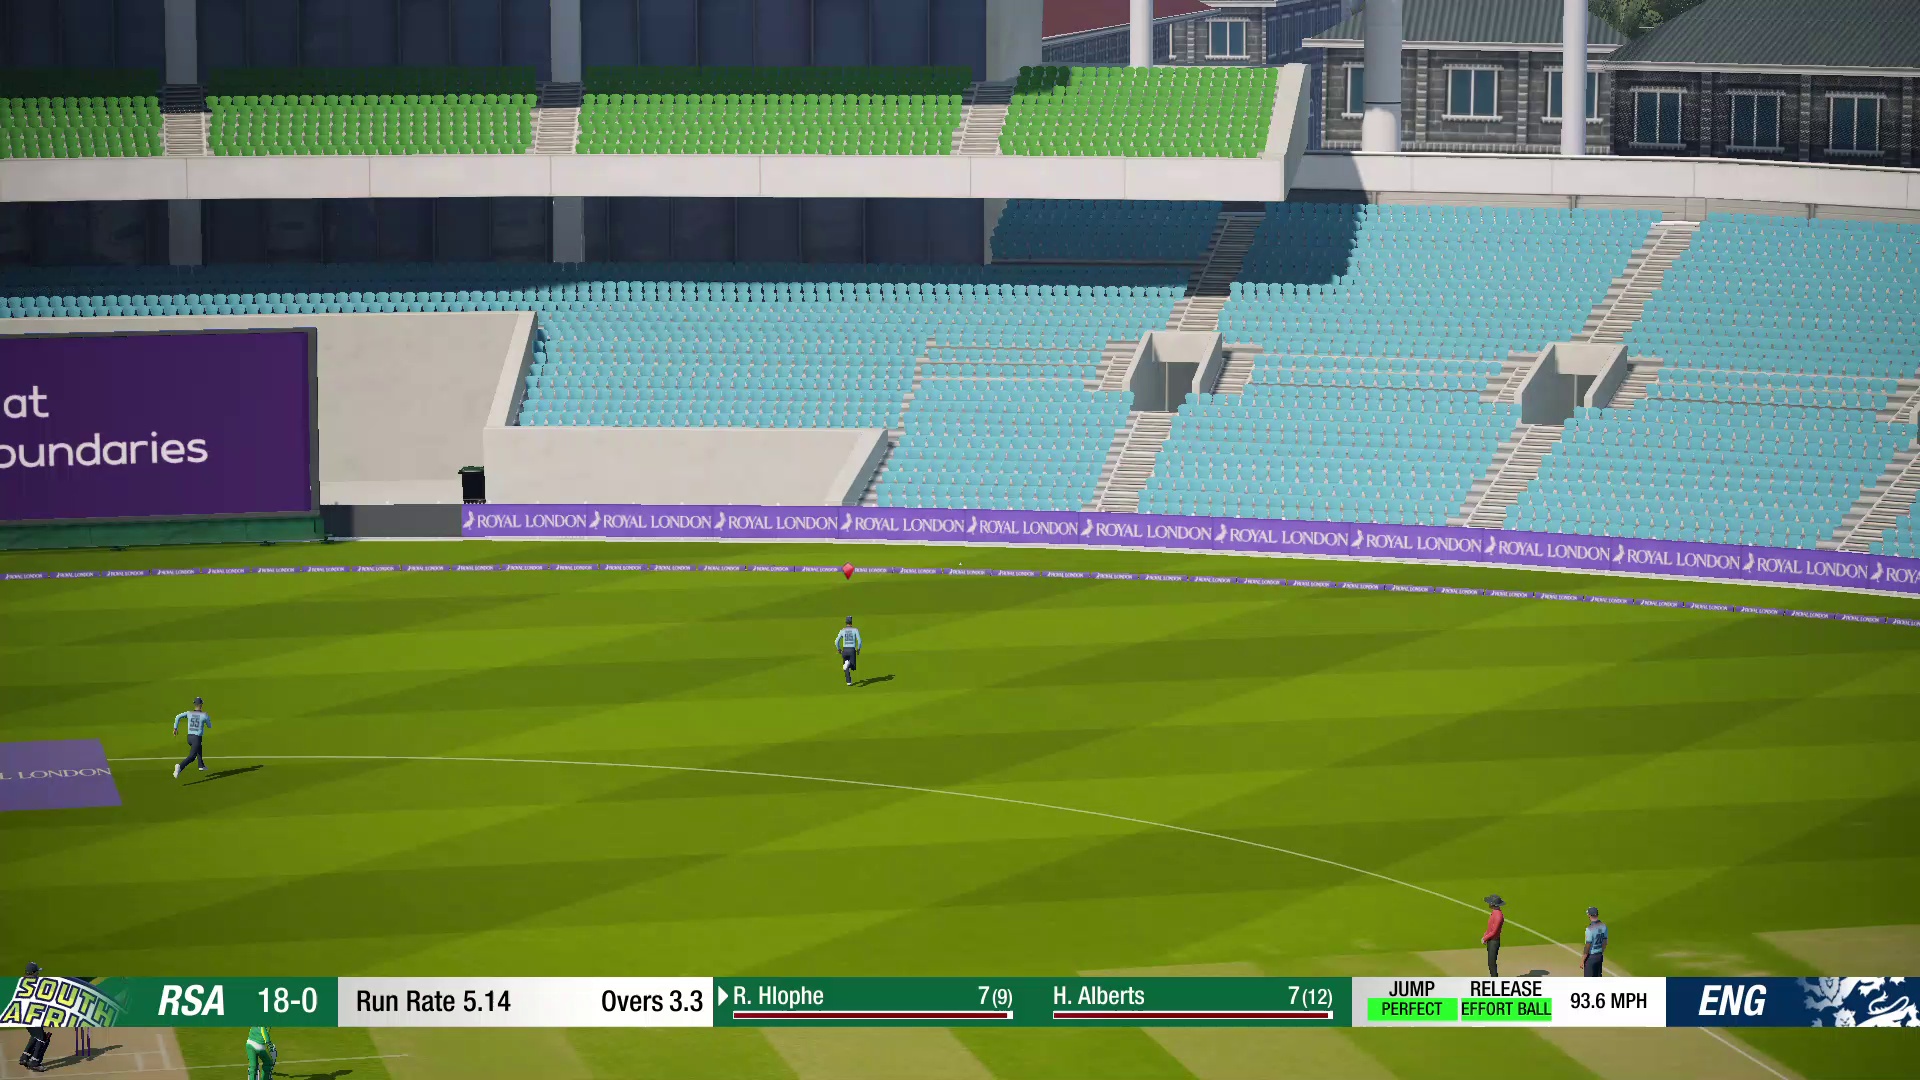 at
oundaries
ROYAL LONDON ROYAL LONDON ROYAL LONDON ROYAL LONDON ROYAL LONDON ROYAL LONDON ROYAL LONDON ROYAL LONDON ROYAL LONDON ROYAL LONDON ROYAL LONDON ROY
99
55
L LONDON
SOUTH
AFRI
RSA 18-0
Run Rate 5.14 Overs 3.3
R. Hlophe 7 (9)
H. Alberts 7 (12)
JUMP RELEASE
PERFECT EFFORT BALL
93.6 MPH
ENG